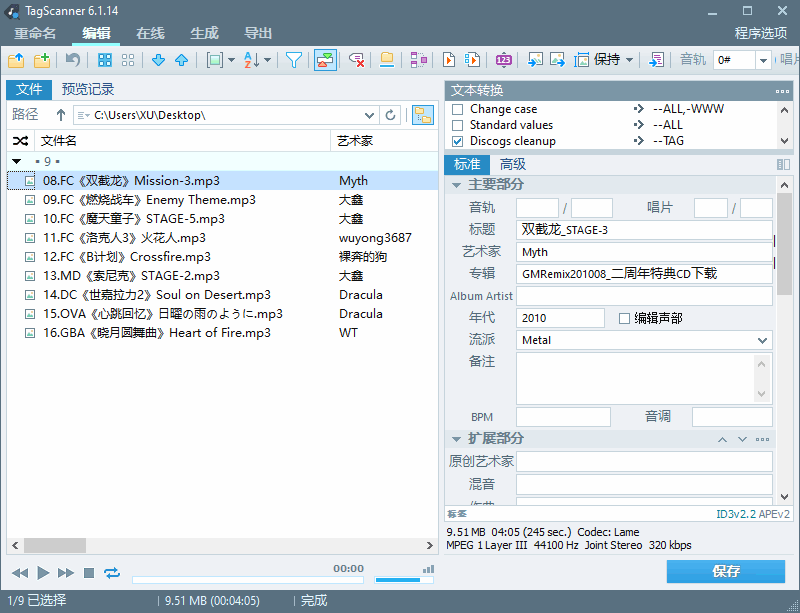 TagScanner 6.1.14
重命名 编辑 在线 生成 导出 程序选项
保持 音轨 0# 唱片
文件 预览记录
路径 C:\Users\XU\Desktop\
文件名 艺术家
9
08.FC《双截龙》Mission-3.mp3 Myth
09.FC《燃烧战车》Enemy Theme.mp3 大鑫
10.FC《魔天童子》STAGE-5.mp3 大鑫
11.FC《洛克人3》火花人.mp3 wuyong3687
12.FC《B计划》Crossfire.mp3 裸奔的狗
13.MD《索尼克》STAGE-2.mp3 大鑫
14.DC《世嘉拉力2》Soul on Desert.mp3 Dracula
15.OVA《心跳回忆》日曜の雨のように.mp3 Dracula
16.GBA《晓月圆舞曲》Heart of Fire.mp3 WT
00:00
文本转换
Change case --ALL,-WWW
Standard values --ALL
Discogs cleanup --TAG
标准 高级
主要部分
音轨 / 唱片 /
标题 双截龙_STAGE-3
艺术家 Myth
专辑 GMRemix201008_二周年特典CD下载
Album Artist
年代 2010 编辑声部
流派 Metal
备注
BPM 音调
扩展部分
原创艺术家
混音
作曲
标签 ID3v2.2 APEv2
9.51 MB 04:05 (245 sec.) Codec: Lame
MPEG 1 Layer III 44100 Hz Joint Stereo 320 kbps
保存
1/9 已选择 9.51 MB (00:04:05) 完成